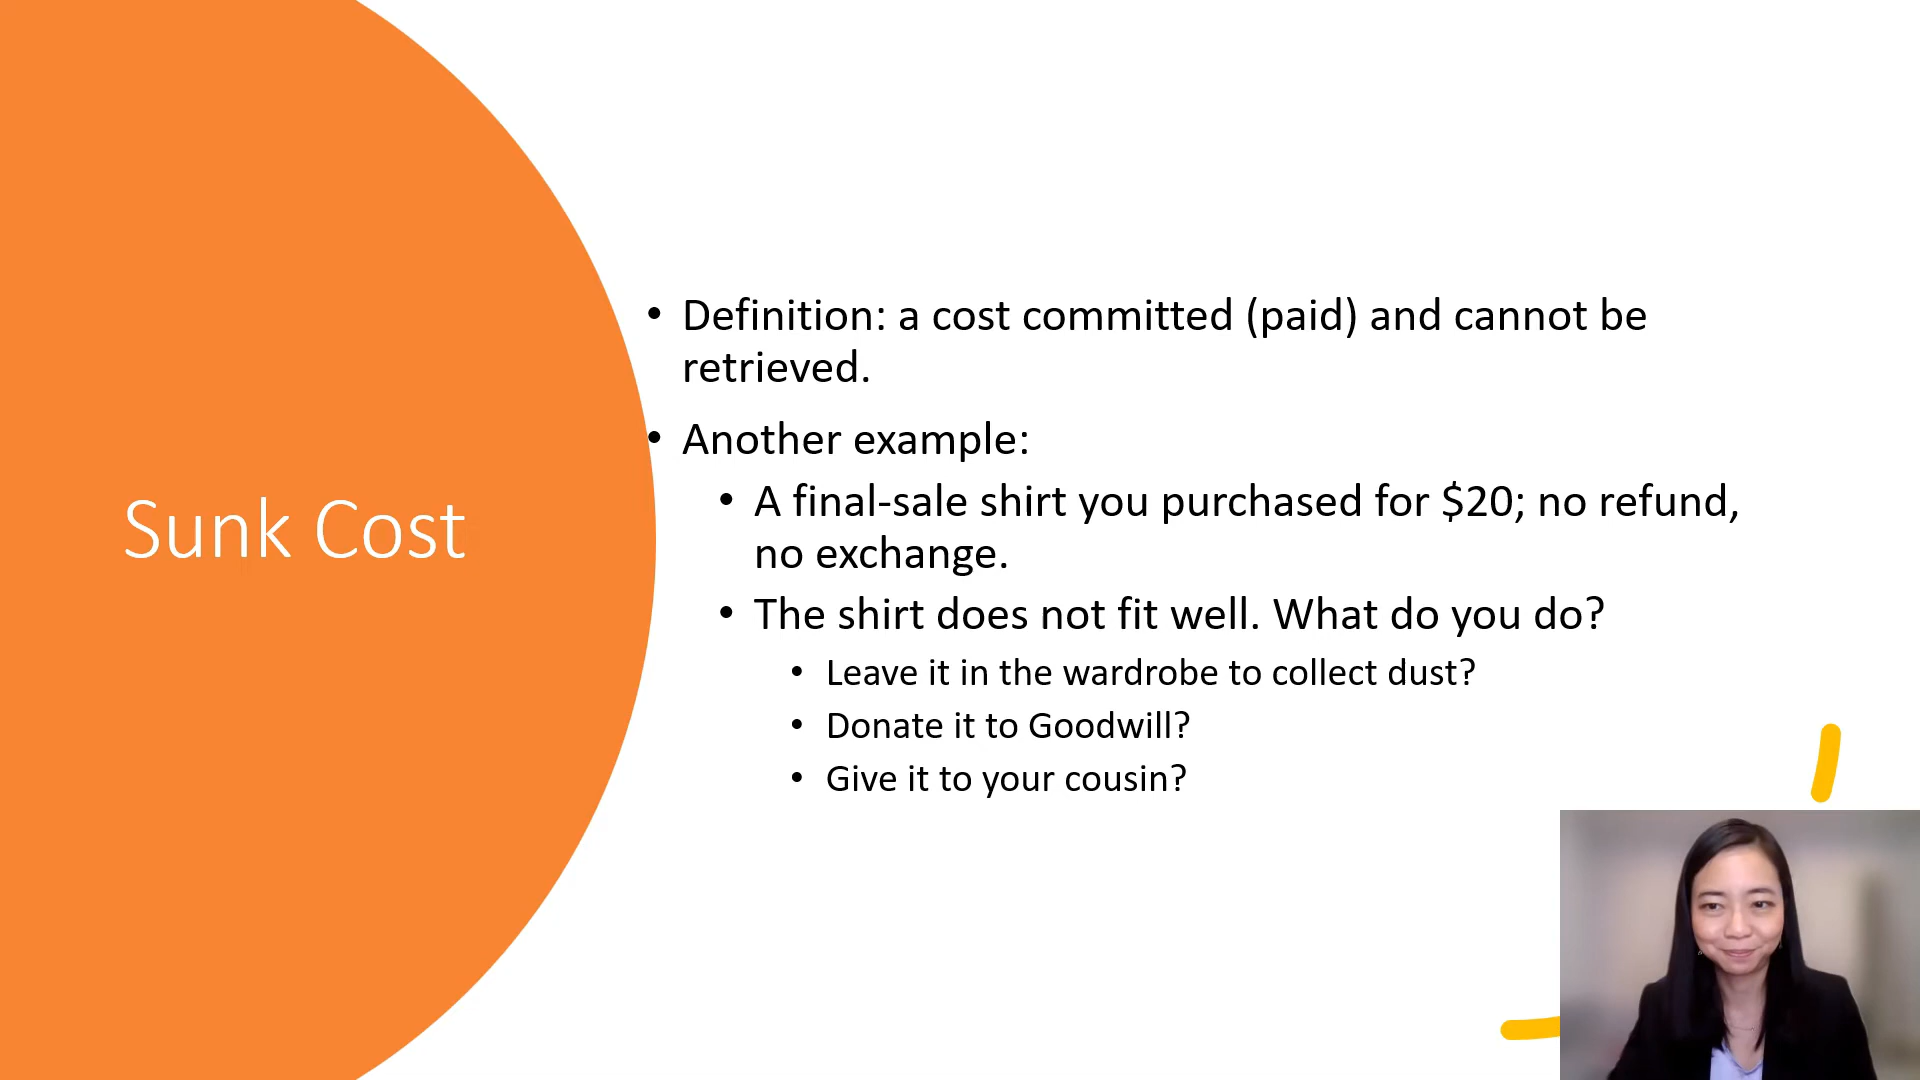 Sunk Cost
• Definition: a cost committed (paid) and cannot be
retrieved.
• Another example:
• A final-sale shirt you purchased for $20; no refund,
no exchange.
• The shirt does not fit well. What do you do?
• Leave it in the wardrobe to collect dust?
• Donate it to Goodwill?
• Give it to your cousin?